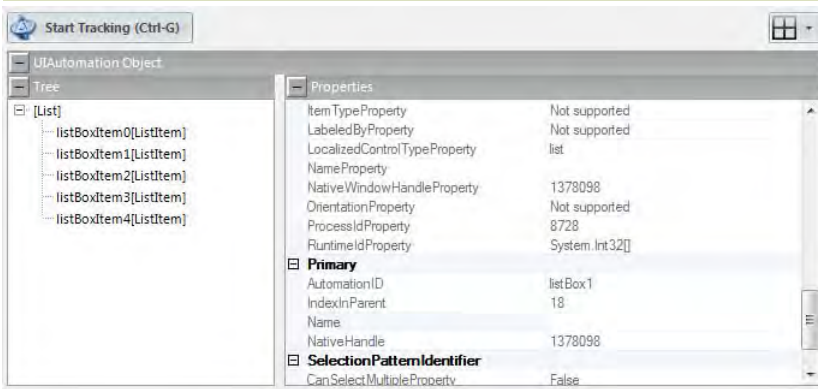 Start Tracking (Ctrl-G)
UIAutomation Object
Tree
[List]
listBoxItem0[ListItem]
listBoxItem1[ListItem]
listBoxItem2[ListItem]
listBoxItem3[ListItem]
listBoxItem4[ListItem]
Properties
ItemTypeProperty Not supported
LabeledByProperty Not supported
LocalizedControlTypeProperty list
NameProperty
NativeWindowHandleProperty 1378098
OrientationProperty Not supported
ProcessIdProperty 8728
RuntimeIdProperty System.Int32[]
Primary
AutomationID listBox1
IndexInParent 18
Name
NativeHandle 1378098
SelectionPatternIdentifier
CanSelectMultipleProperty False